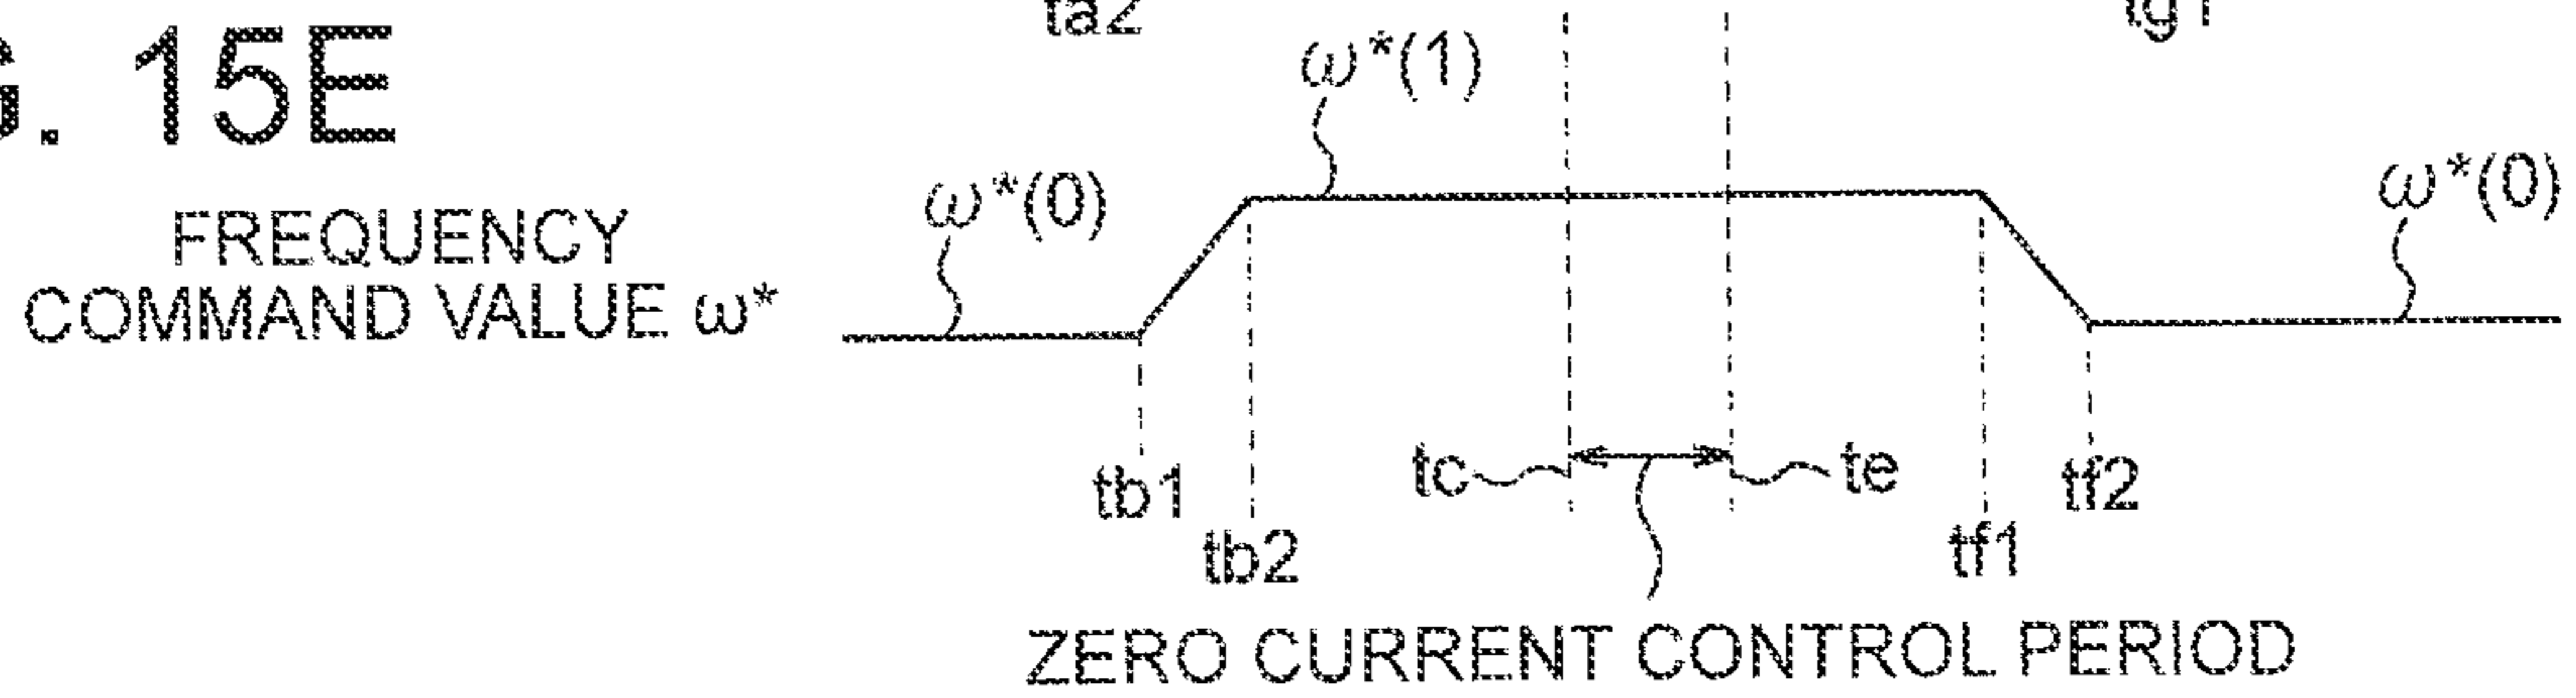 ta2
tg1
G. 15E
ω*(1)
ω*(0)
ω*(0)
FREQUENCY
COMMAND VALUE ω*
tc
te
tb1
tf2
tb2
tf1
ZERO CURRENT CONTROL PERIOD